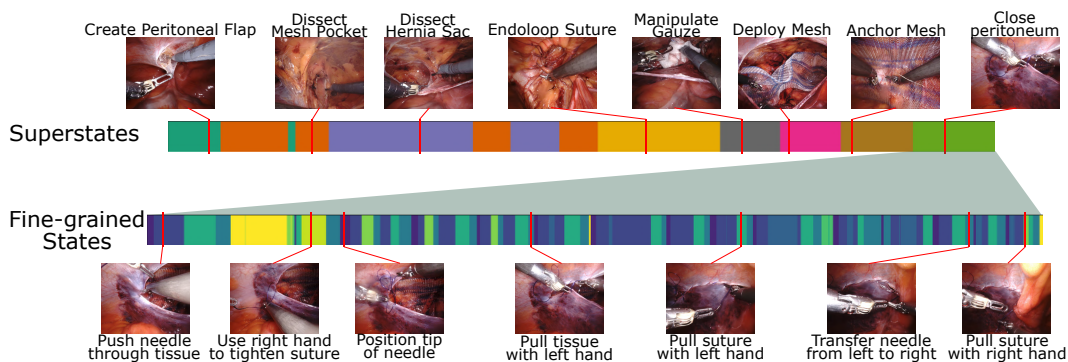 Create Peritoneal Flap
Dissect
Mesh Pocket
Dissect
Hernia Sac
Endoloop Suture
Manipulate
Gauze
Deploy Mesh
Anchor Mesh
Close
peritoneum
Superstates
Fine-grained
States
Push needle
through tissue
Use right hand
to tighten suture
Position tip
of needle
Pull tissue
with left hand
Pull suture
with left hand
Transfer needle
from left to right
Pull suture
with right hand